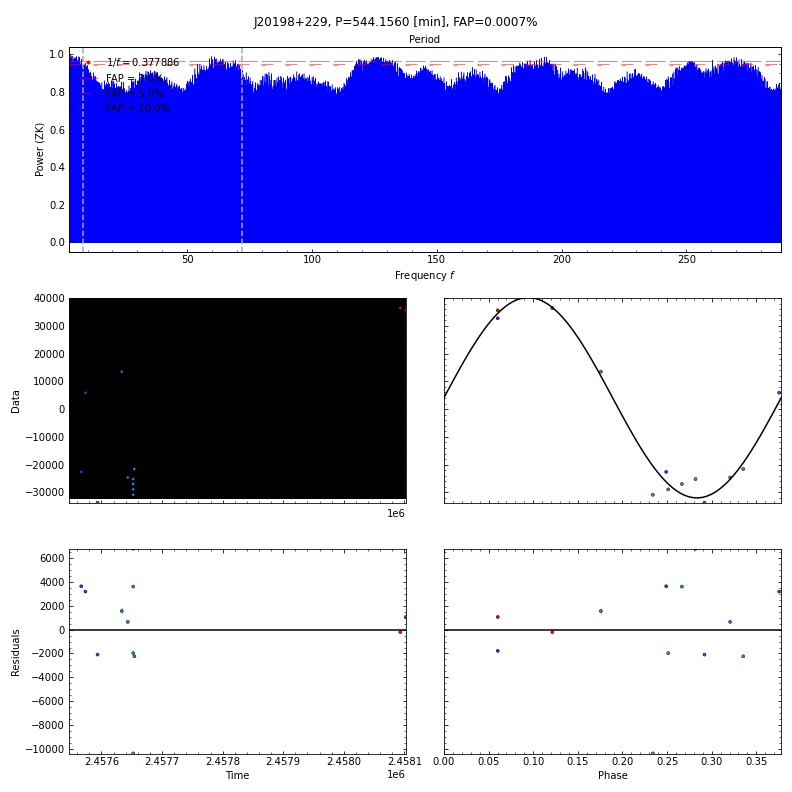 J20198+229, P=544.1560 [min], FAP=0.0007%
Period
1.0
0.8
0.6
0.4
0.2
0.0
Power (ZK)
1/f = 0.377886
FAP = 5.0%
FAP = 10.0%
50 100 150 200 250
Frequency f
40000
30000
20000
10000
0
−10000
−20000
−30000
Data
1e6
6000
4000
2000
0
−2000
−4000
−6000
−8000
−10000
Residuals
2.4576 2.4577 2.4578 2.4579 2.4580 2.4581
Time
1e6
0.00 0.05 0.10 0.15 0.20 0.25 0.30 0.35
Phase